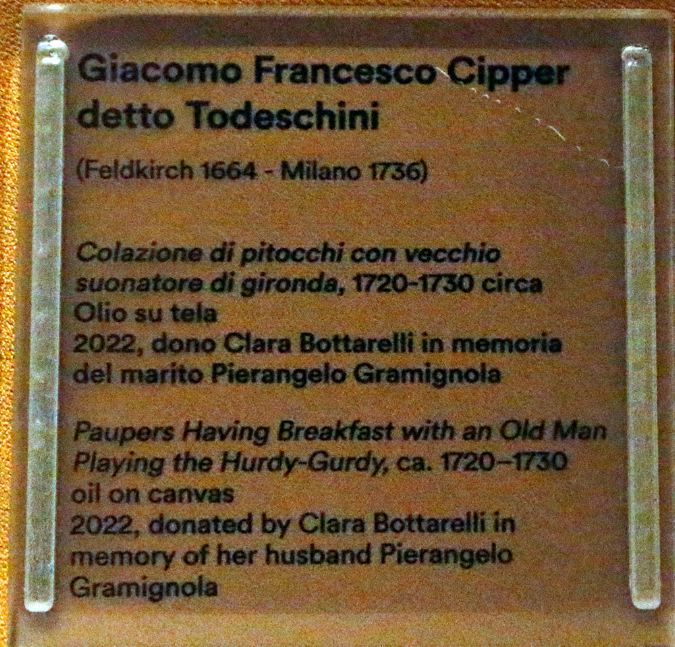 Giacomo Francesco Cipper
detto Todeschini
(Feldkirch 1664 - Milano 1736)
Colazione di pitocchi con vecchio
suonatore di gironda, 1720-1730 circa
Olio su tela
2022, dono Clara Bottarelli in memoria
del marito Pierangelo Gramignola
Paupers Having Breakfast with an Old Man
Playing the Hurdy-Gurdy, ca. 1720–1730
oil on canvas
2022, donated by Clara Bottarelli in
memory of her husband Pierangelo
Gramignola